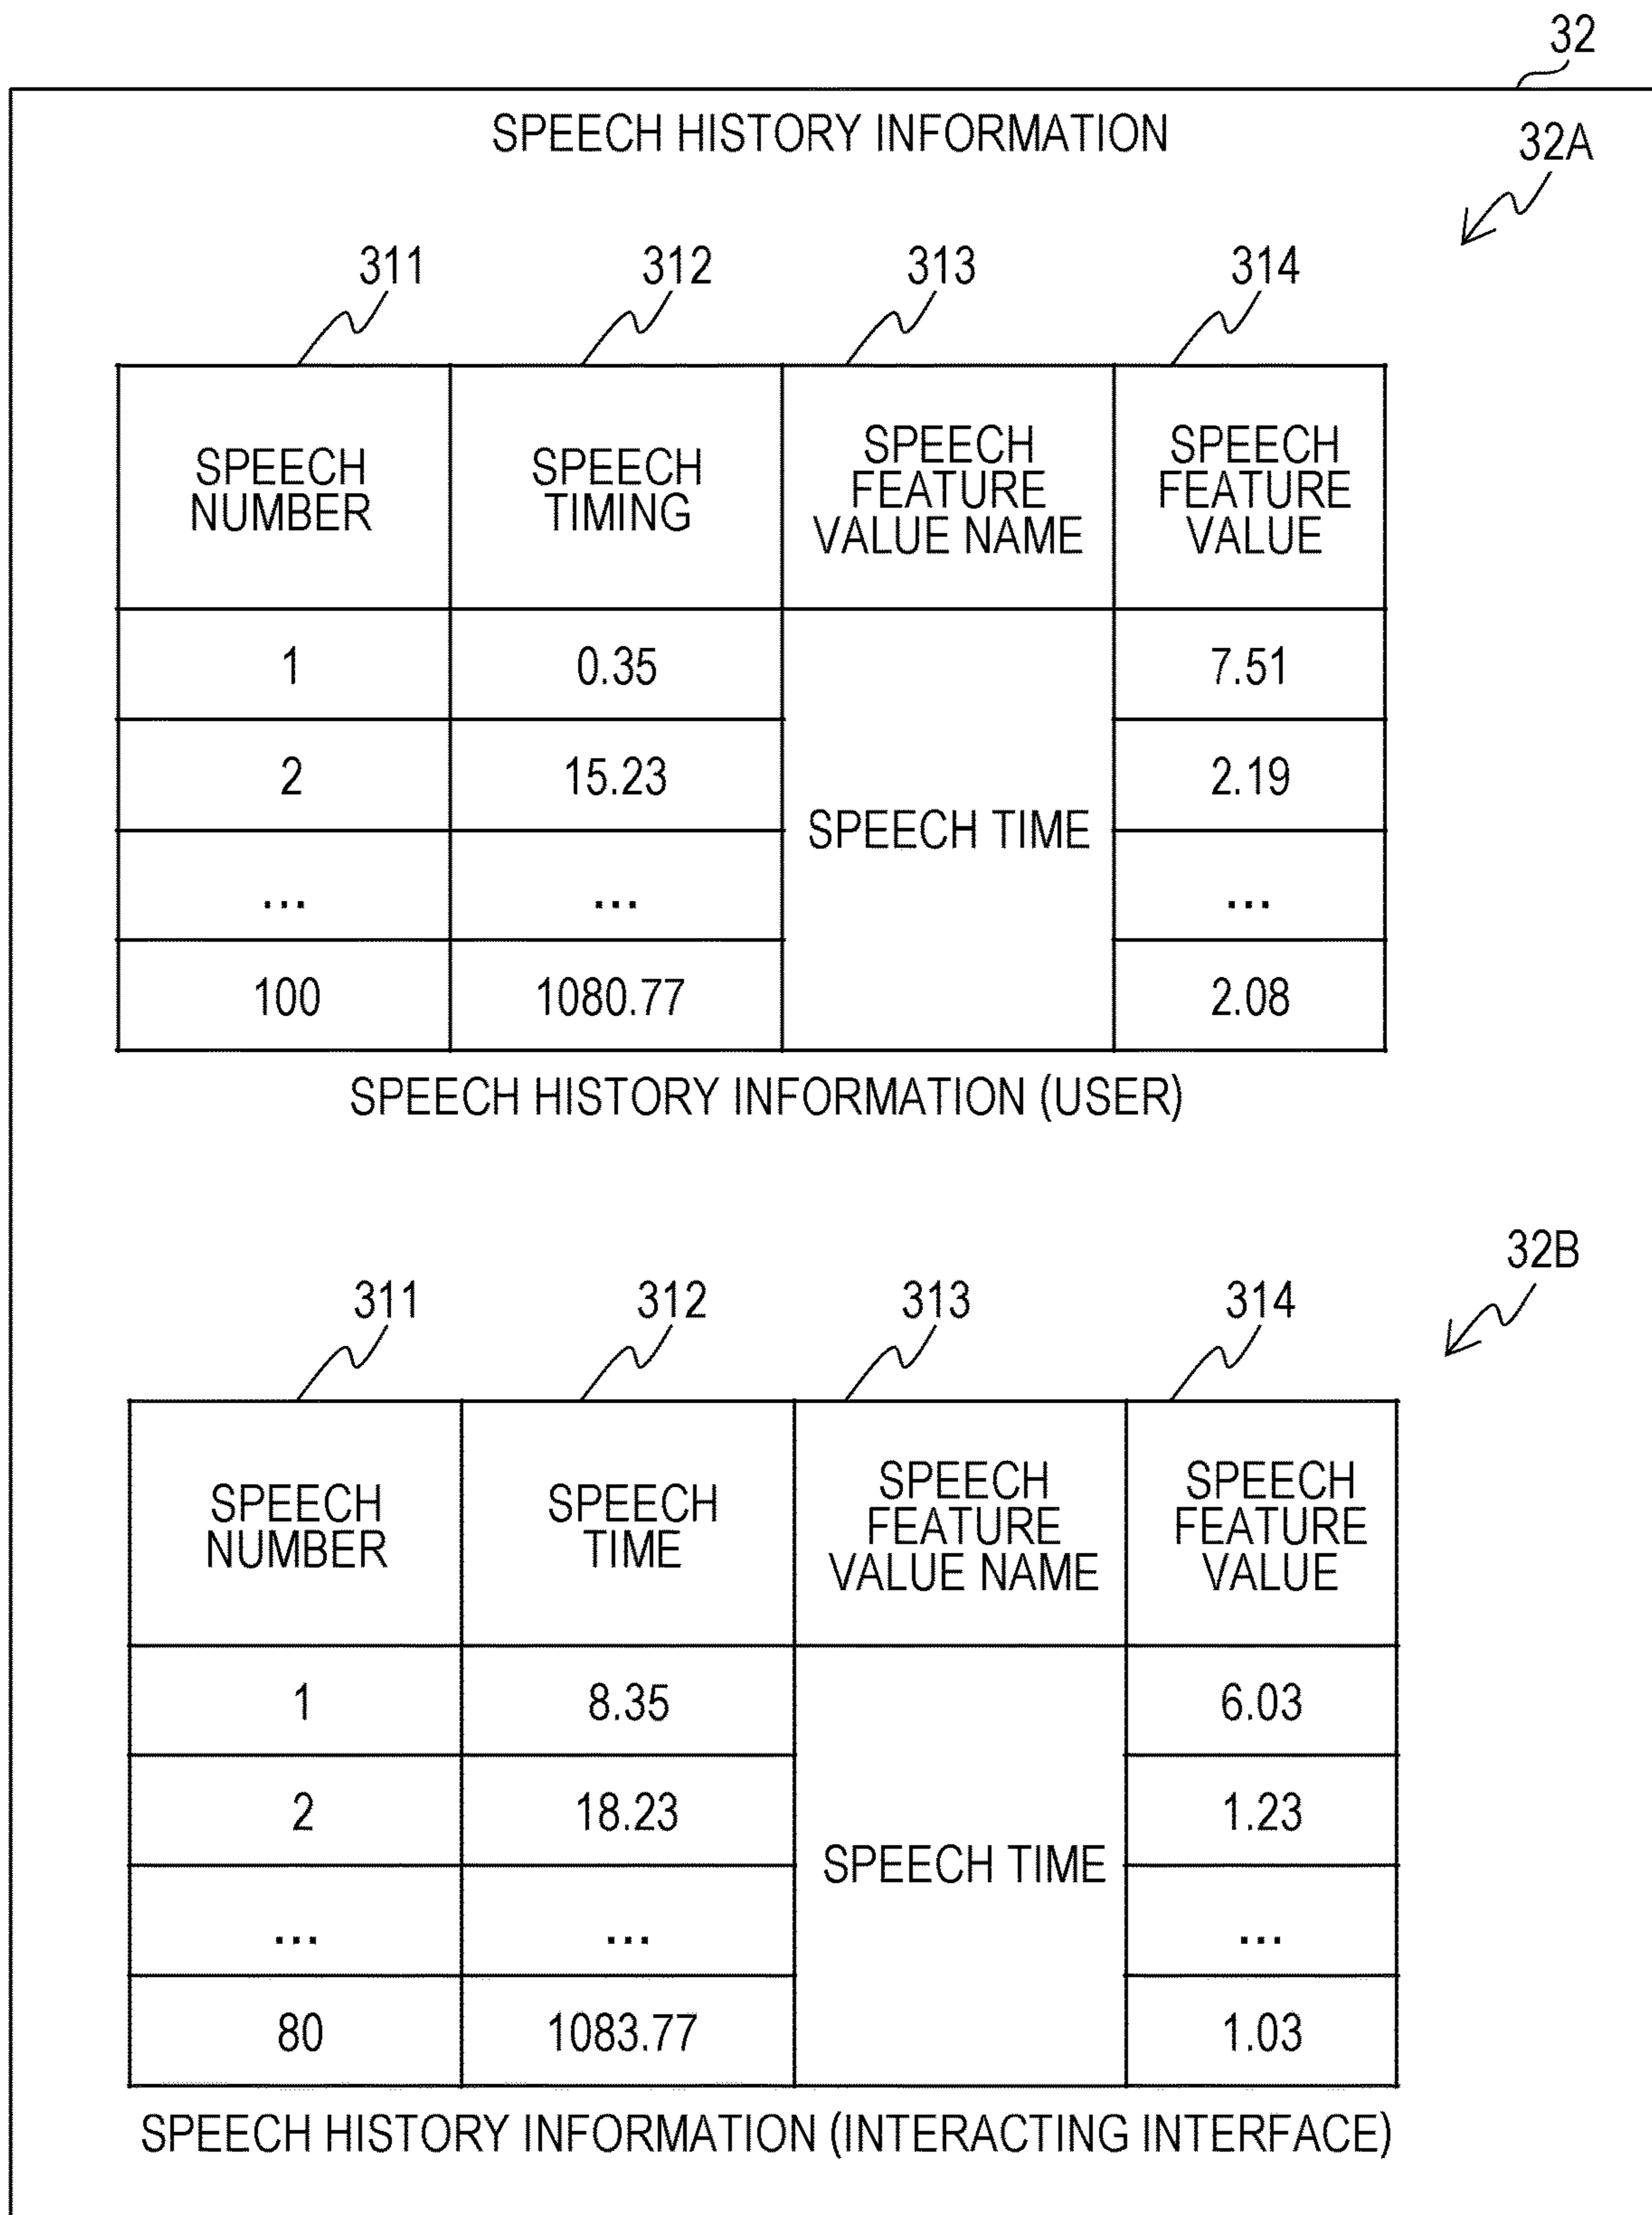 32
SPEECH HISTORY INFORMATION
32A
311 312 313 314
SPEECH NUMBER SPEECH TIMING SPEECH FEATURE VALUE NAME SPEECH FEATURE VALUE
1 0.35 7.51
2 15.23 2.19
SPEECH TIME
... ... ...
100 1080.77 2.08
SPEECH HISTORY INFORMATION (USER)
32B
311 312 313 314
SPEECH NUMBER SPEECH TIME SPEECH FEATURE VALUE NAME SPEECH FEATURE VALUE
1 8.35 6.03
2 18.23 1.23
SPEECH TIME
... ... ...
80 1083.77 1.03
SPEECH HISTORY INFORMATION (INTERACTING INTERFACE)